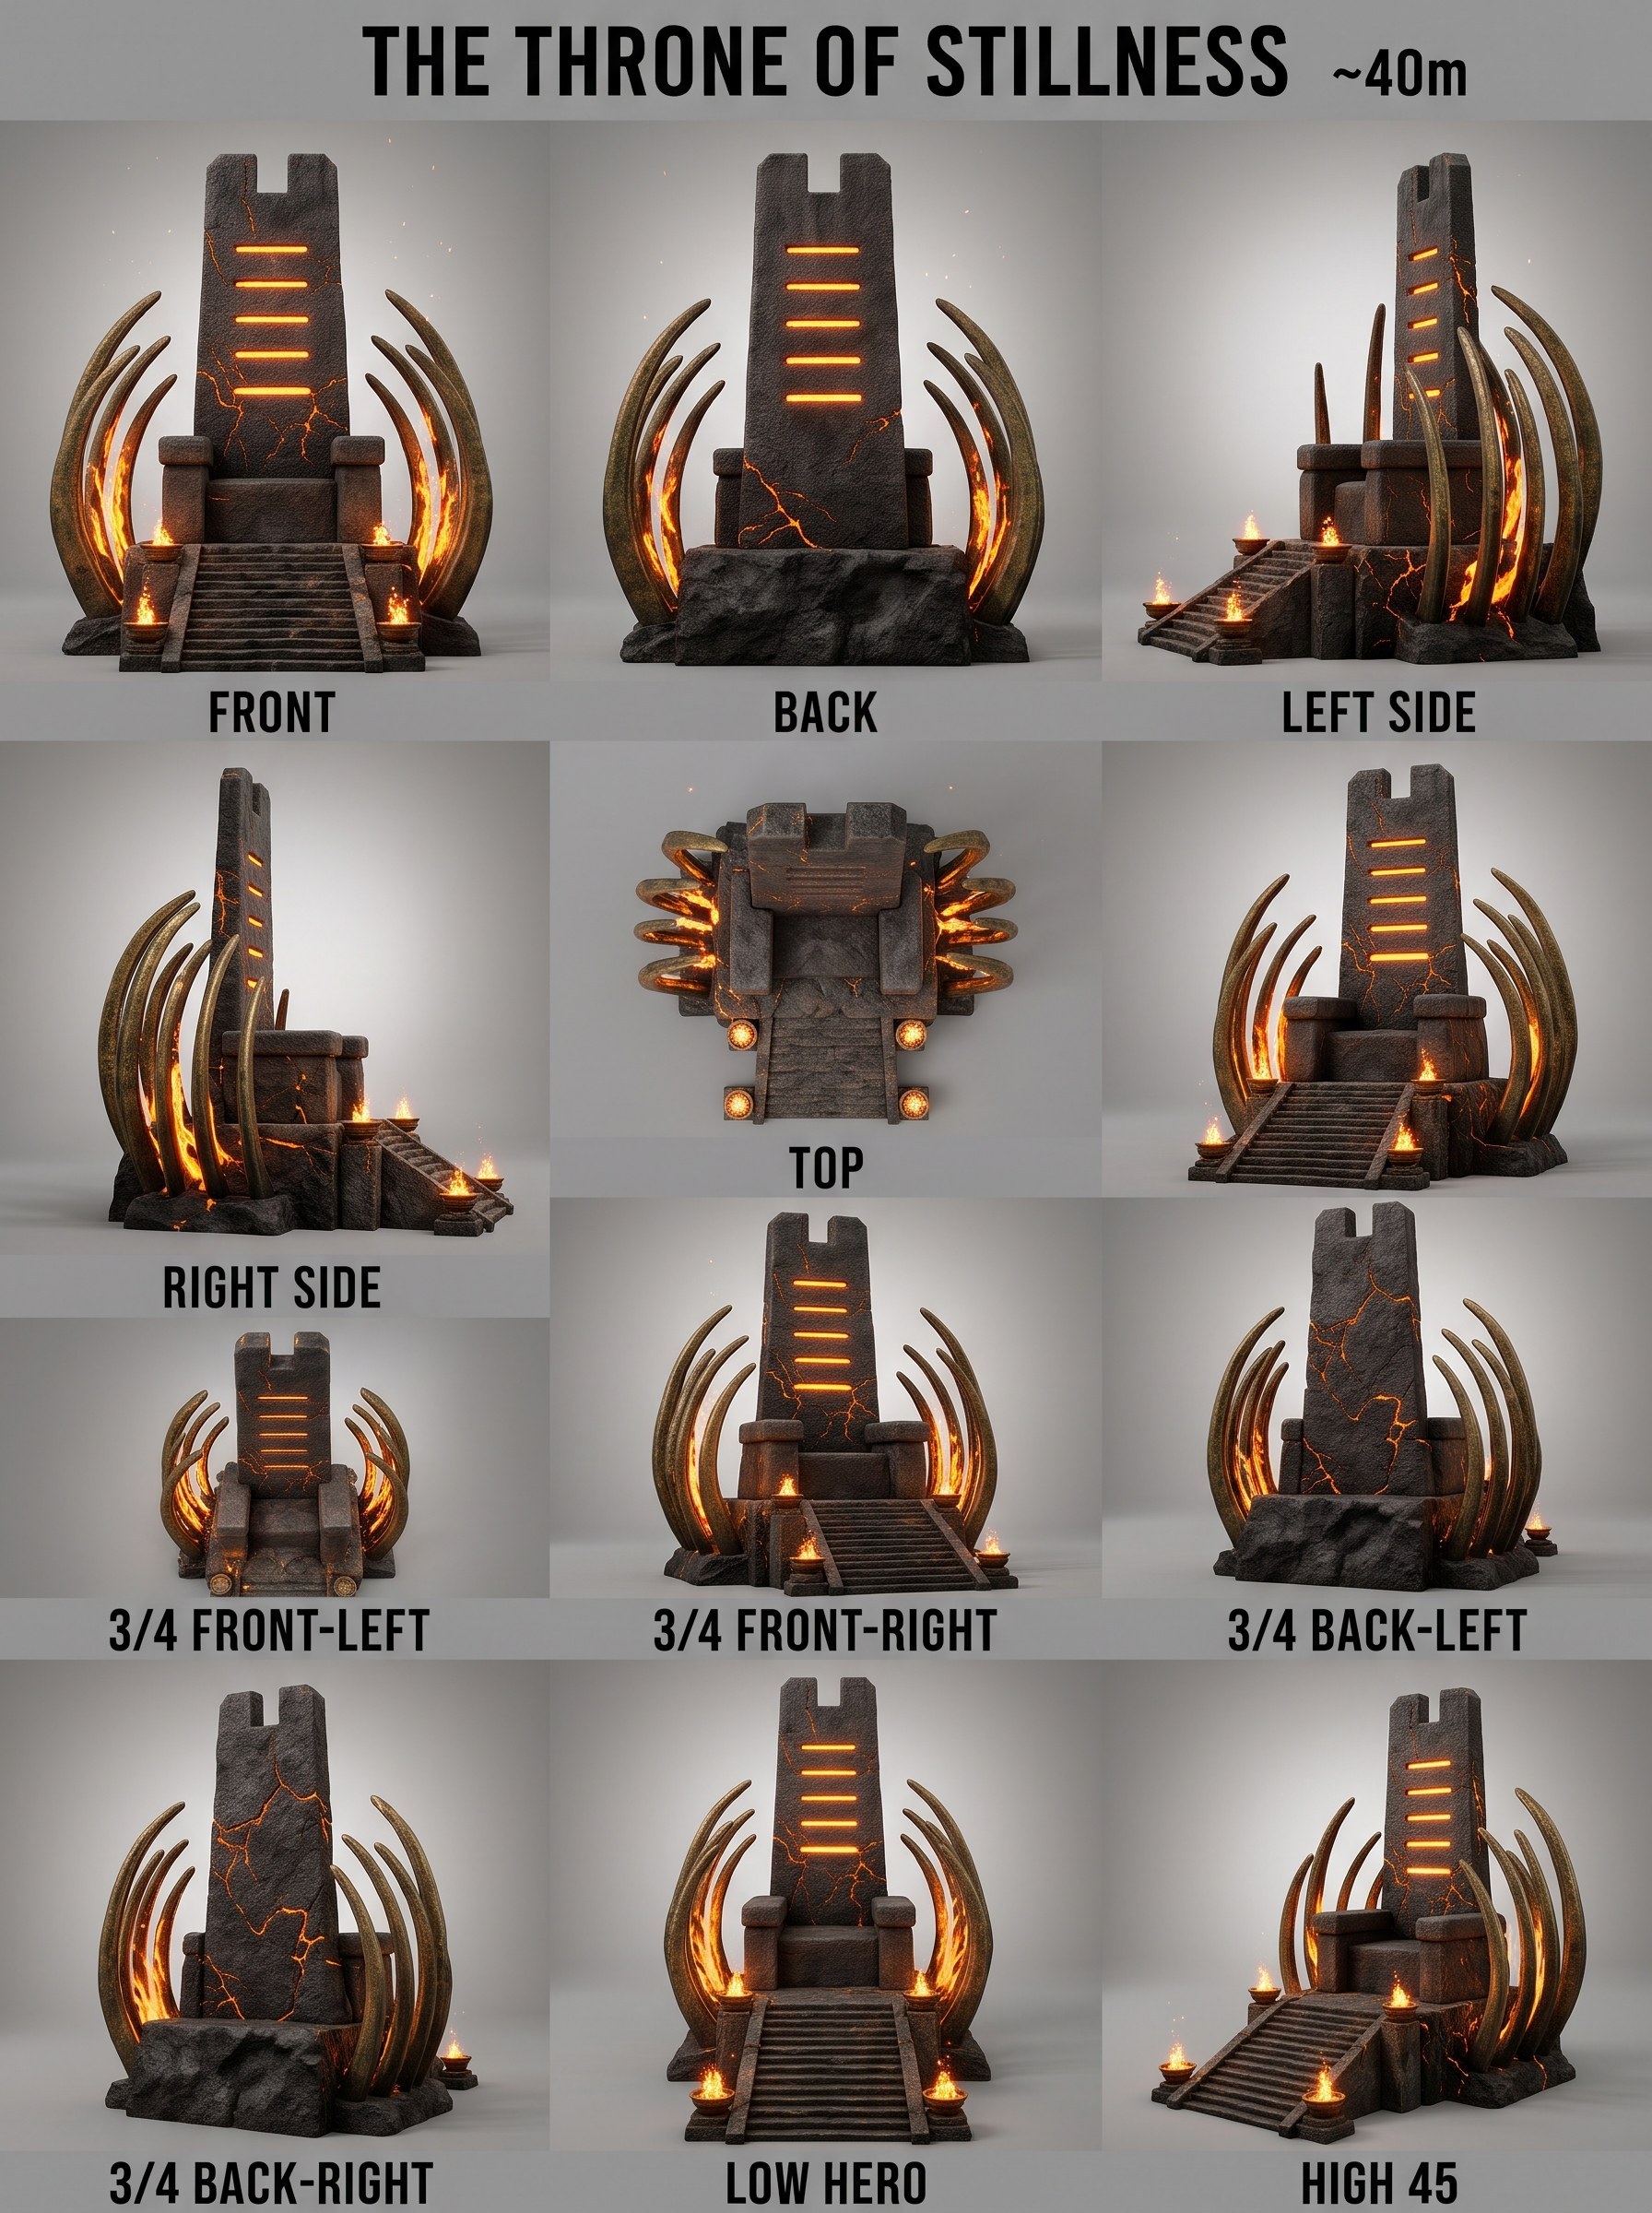 THE THRONE OF STILLNESS ~40m
FRONT
BACK
LEFT SIDE
RIGHT SIDE
TOP
3/4 FRONT-LEFT
3/4 FRONT-RIGHT
3/4 BACK-LEFT
3/4 BACK-RIGHT
LOW HERO
HIGH 45